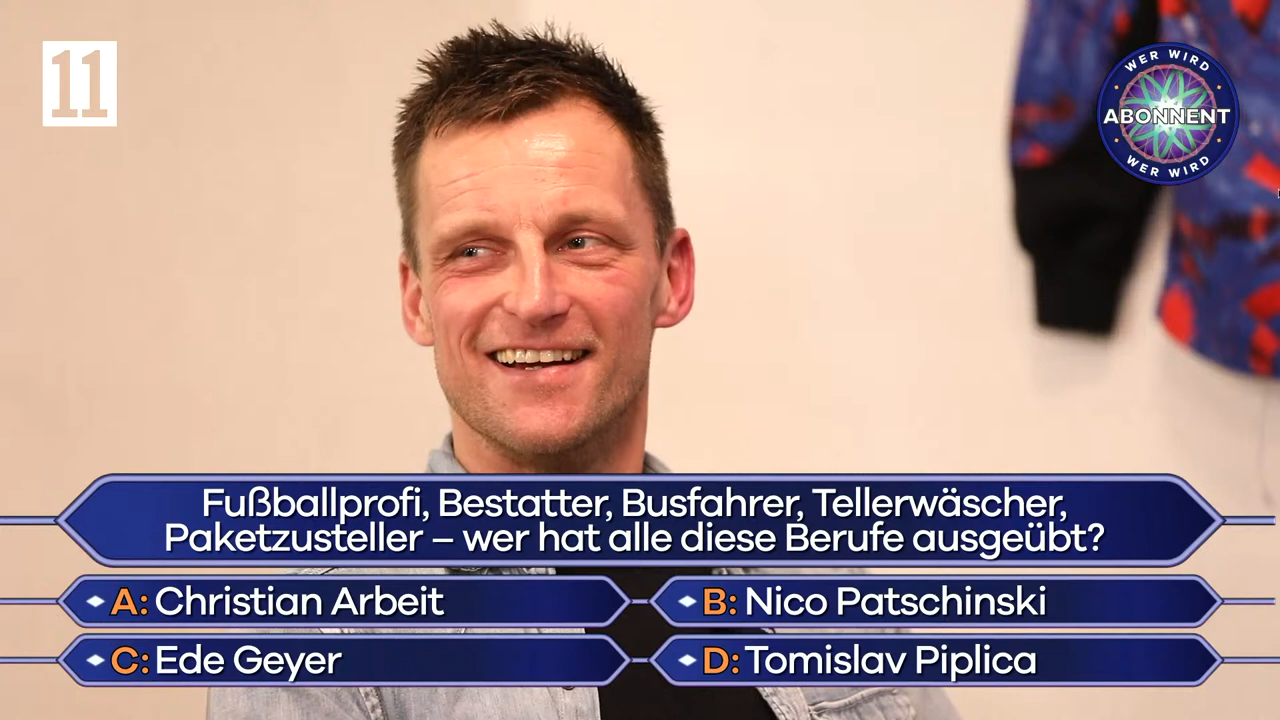 11
WER WIRD
ABONNENT
WER WIRD
Fußballprofi, Bestatter, Busfahrer, Tellerwäscher,
Paketzusteller – wer hat alle diese Berufe ausgeübt?
A: Christian Arbeit
B: Nico Patschinski
C: Ede Geyer
D: Tomislav Piplica